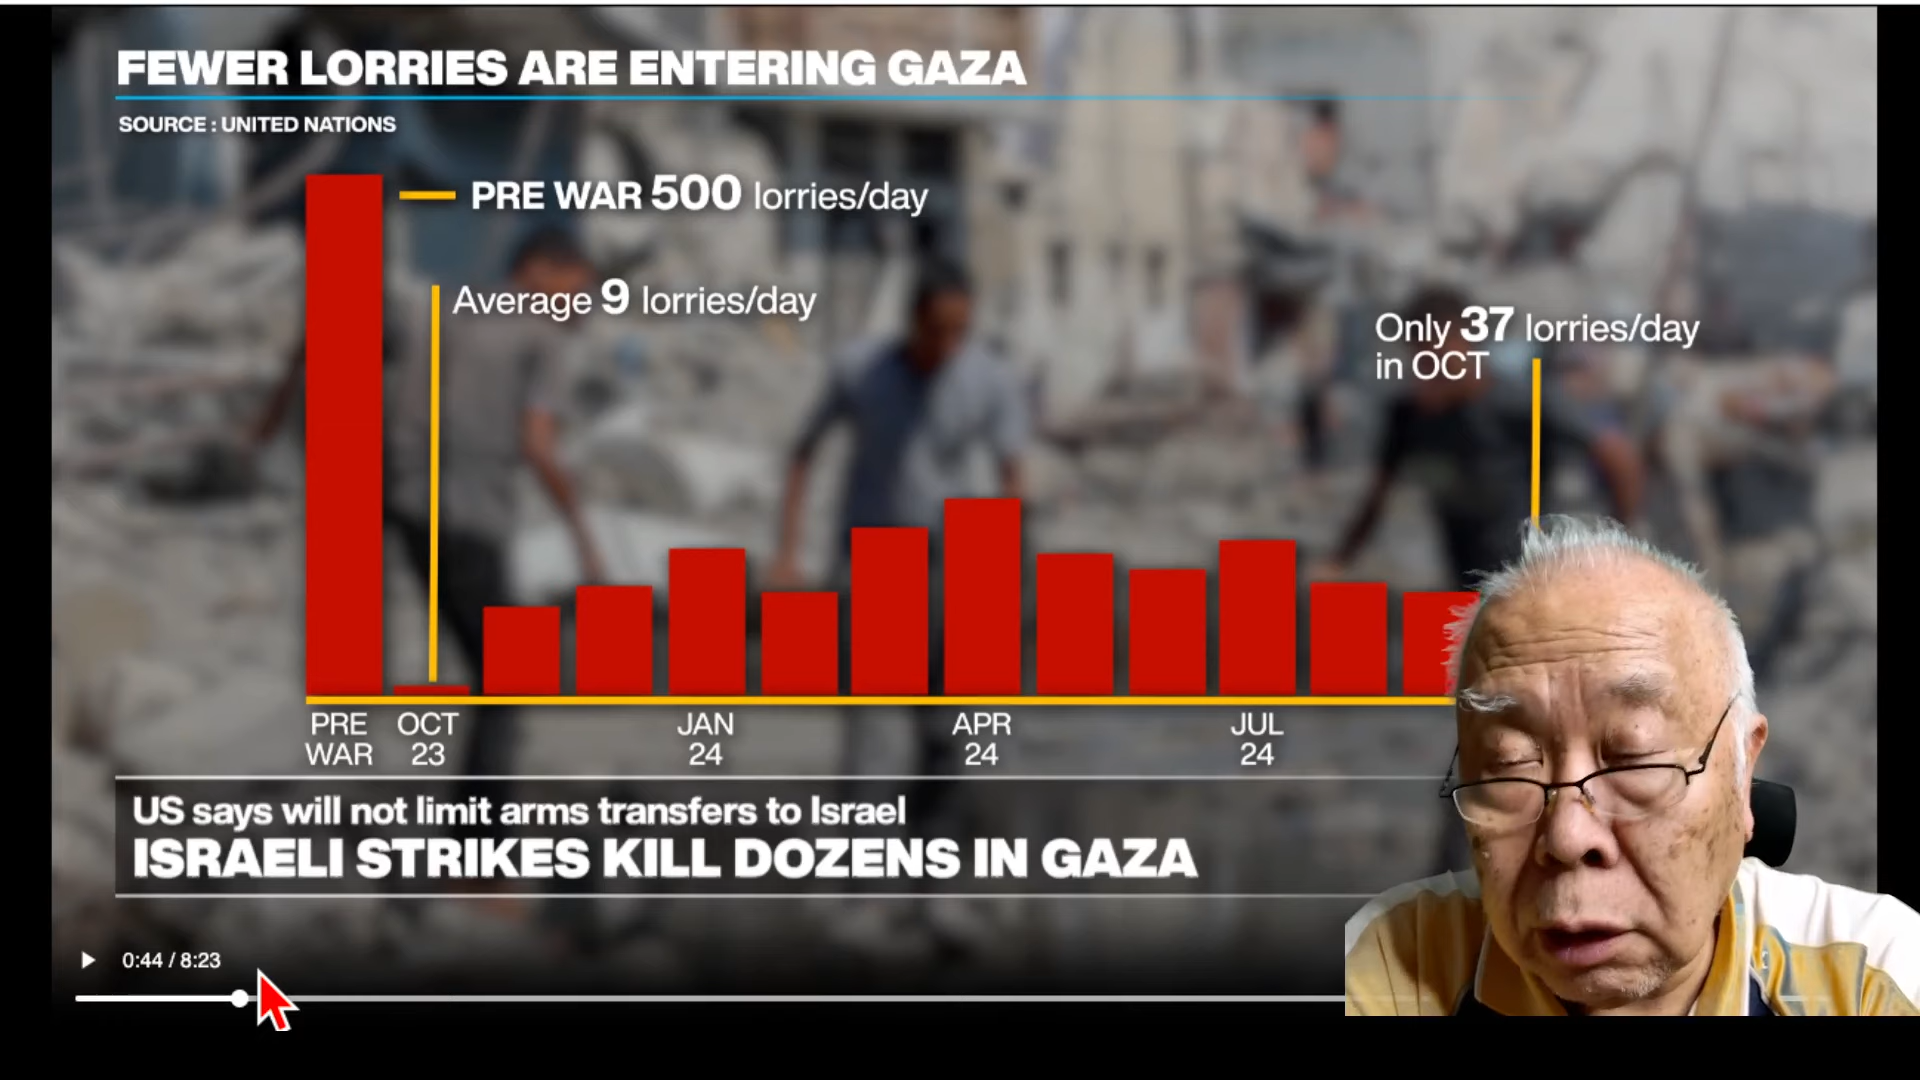 FEWER LORRIES ARE ENTERING GAZA
SOURCE : UNITED NATIONS
PRE WAR 500 lorries/day
Average 9 lorries/day
Only 37 lorries/day
in OCT
PRE WAR
OCT 23
JAN 24
APR 24
JUL 24
US says will not limit arms transfers to Israel
ISRAELI STRIKES KILL DOZENS IN GAZA
0:44 / 8:23